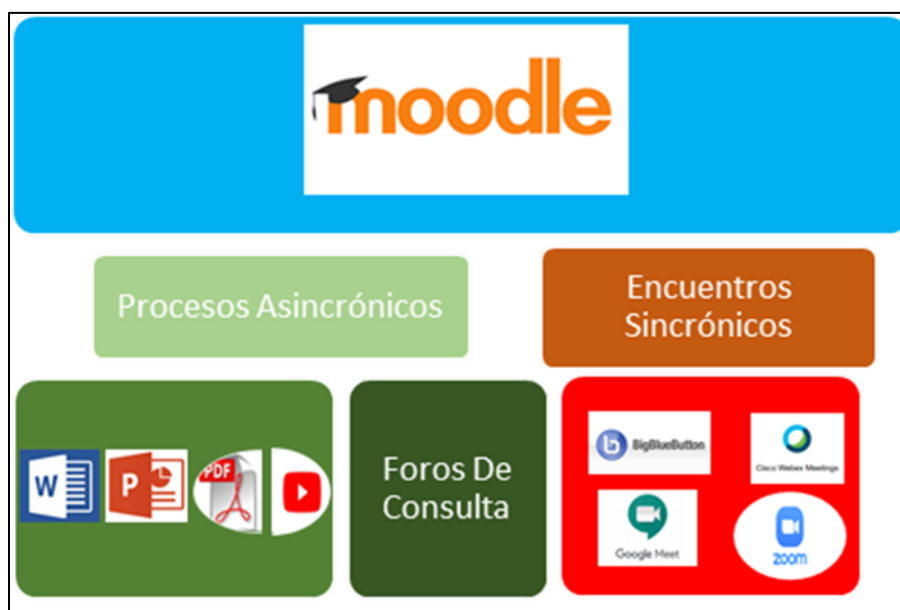 moodle
Procesos Asincrónicos
Encuentros
Sincrónicos
W
P
PDF
Foros De
Consulta
b BigBlueButton
Cisco Webex Meetings
Google Meet
zoom